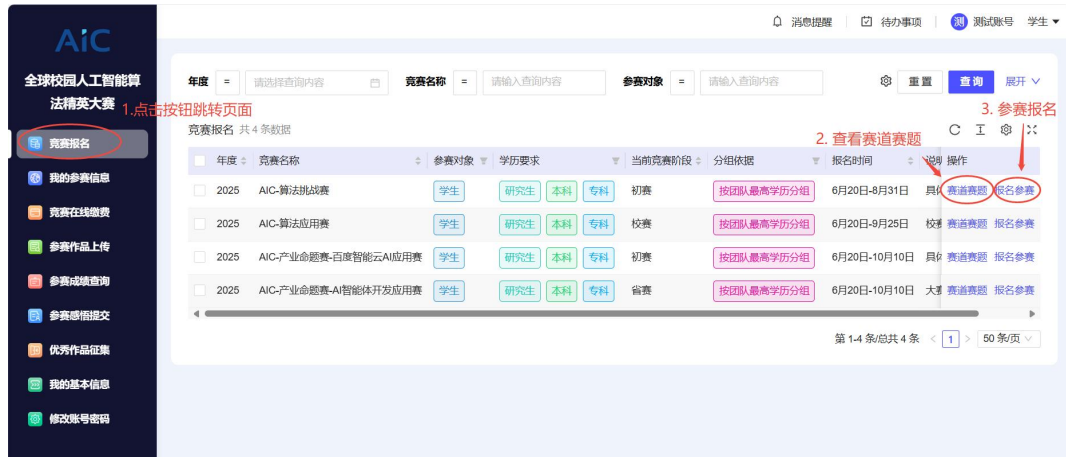 消息提醒 待办事项 测 测试账号 学生
AiC
全球校园人工智能算
法精英大赛
1.点击按钮跳转页面
竞赛报名
我的参赛信息
竞赛在线缴费
参赛作品上传
参赛成绩查询
参赛感悟提交
优秀作品征集
我的基本信息
修改账号密码
年度 = 请选择查询内容 竞赛名称 = 请输入查询内容 参赛对象 = 请输入查询内容 重置 查询 展开
3. 参赛报名
竞赛报名 共 4 条数据
2. 查看赛道赛题
年度 竞赛名称 参赛对象 学历要求 当前竞赛阶段 分组依据 报名时间 说明 操作
2025 AIC-算法挑战赛 学生 研究生 本科 专科 初赛 按团队最高学历分组 6月20日-8月31日 赛道赛题 报名参赛
2025 AIC-算法应用赛 学生 研究生 本科 专科 校赛 按团队最高学历分组 6月20日-9月25日 校赛 赛道赛题 报名参赛
2025 AIC-产业命题赛-百度智能云AI应用赛 学生 研究生 本科 专科 初赛 按团队最高学历分组 6月20日-10月10日 赛道赛题 报名参赛
2025 AIC-产业命题赛-AI智能体开发应用赛 学生 研究生 本科 专科 省赛 按团队最高学历分组 6月20日-10月10日 大赛 赛道赛题 报名参赛
第 1-4 条/总共 4 条 < 1 > 50 条/页